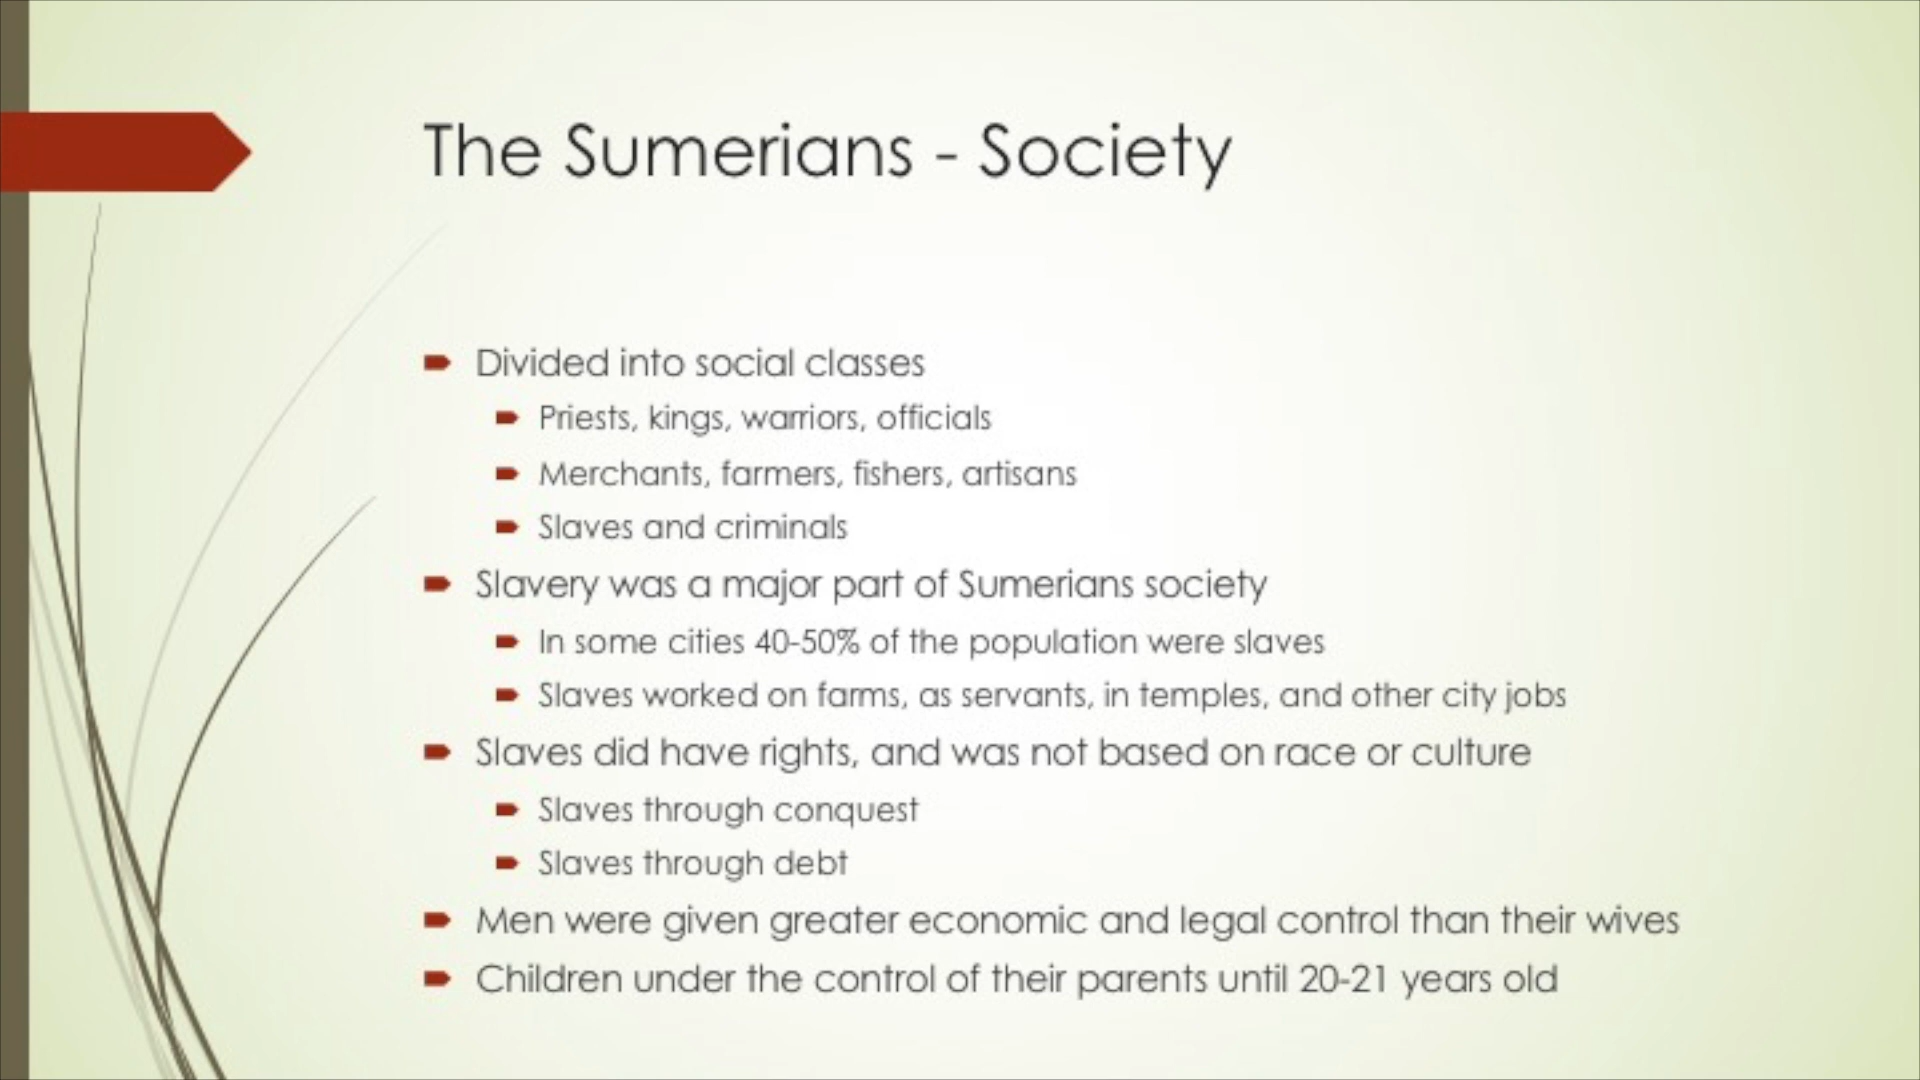 The Sumerians - Society
Divided into social classes
Priests, kings, warriors, officials
Merchants, farmers, fishers, artisans
Slaves and criminals
Slavery was a major part of Sumerians society
In some cities 40-50% of the population were slaves
Slaves worked on farms, as servants, in temples, and other city jobs
Slaves did have rights, and was not based on race or culture
Slaves through conquest
Slaves through debt
Men were given greater economic and legal control than their wives
Children under the control of their parents until 20-21 years old